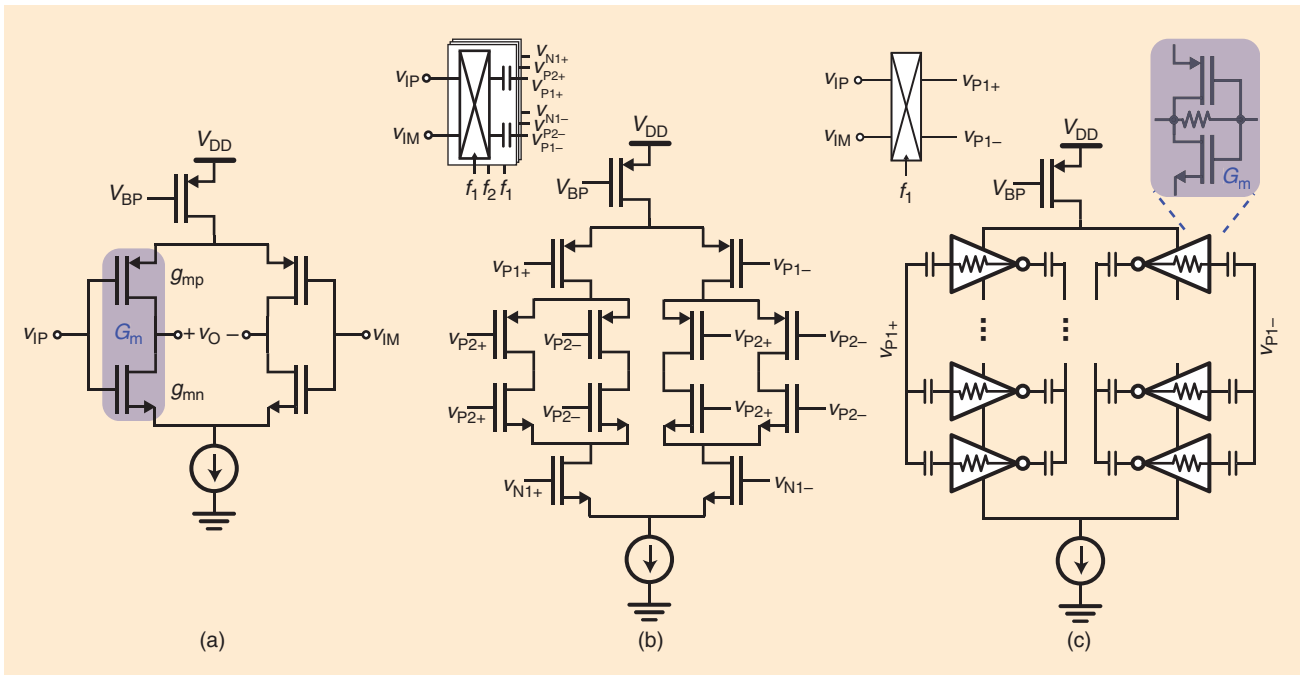 V_DD
V_BP
g_mp
v_IP
G_m
+ v_O −
v_IM
g_mn
(a)
v_IP
v_IM
v_N1+
v_P2+
v_P1+
v_N1−
v_P2−
v_P1−
f_1 f_2 f_1
V_DD
V_BP
v_P1+
v_P1−
v_P2+
v_P2−
v_P2+
v_P2−
v_P2+
v_P2−
v_P2+
v_P2−
v_N1+
v_N1−
(b)
v_IP
v_P1+
v_IM
v_P1−
f_1
G_m
V_DD
V_BP
v_P1+
v_P1−
(c)